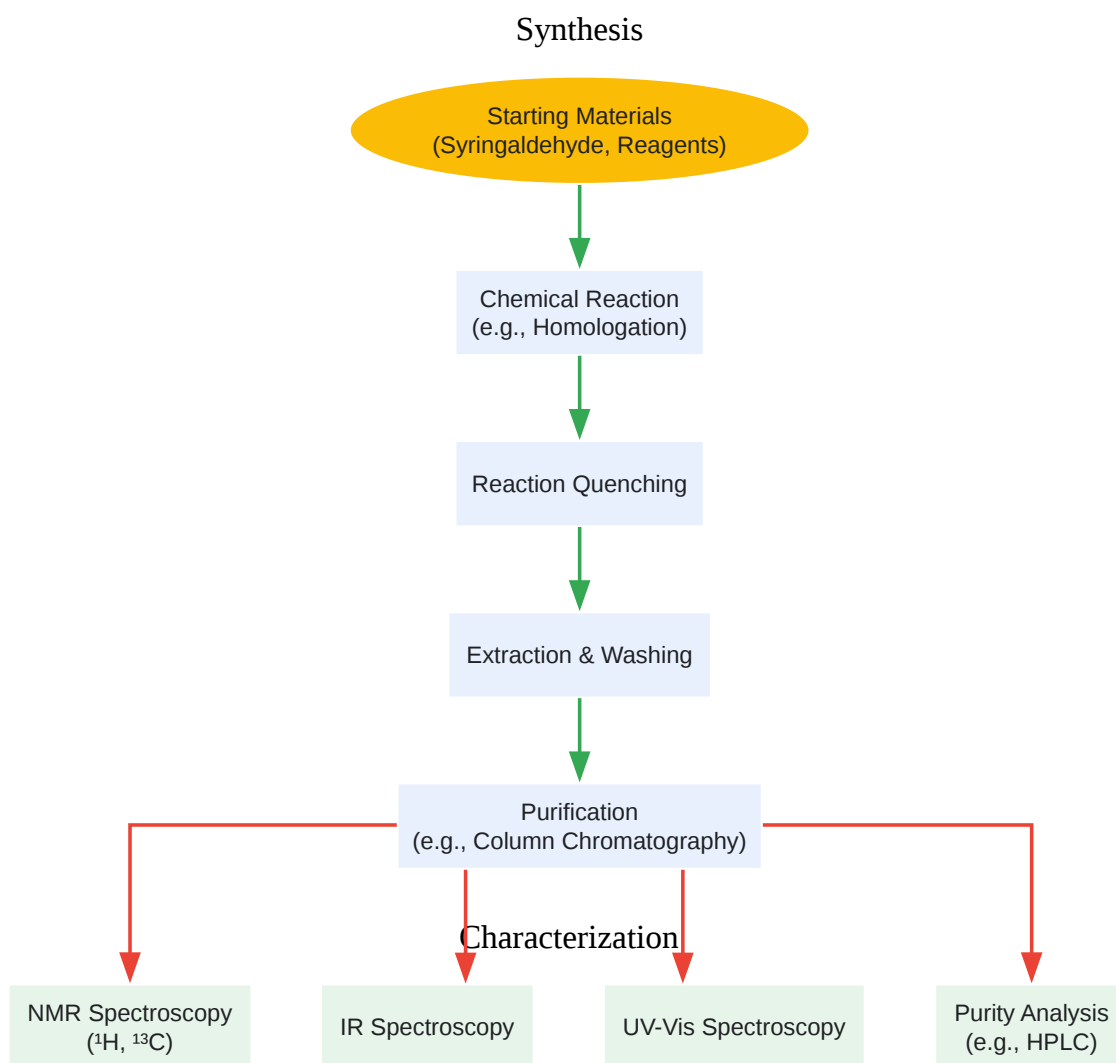 Synthesis
Starting Materials
(Syringaldehyde, Reagents)
Chemical Reaction
(e.g., Homologation)
Reaction Quenching
Extraction & Washing
Purification
(e.g., Column Chromatography)
Characterization
NMR Spectroscopy
(¹H, ¹³C)
IR Spectroscopy
UV-Vis Spectroscopy
Purity Analysis
(e.g., HPLC)